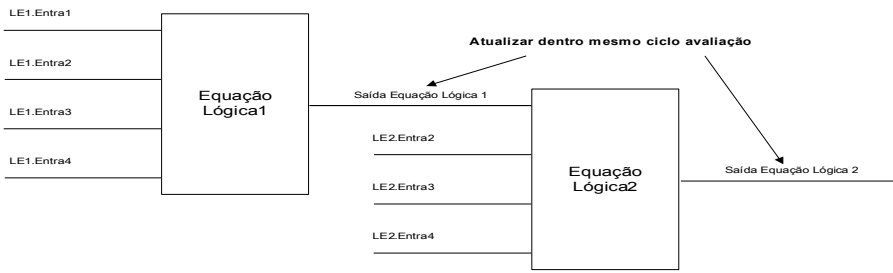 LE1.Entra1
Atualizar dentro mesmo ciclo avaliação
LE1.Entra2
Equação
Lógica1
Saída Equação Lógica 1
LE1.Entra3
LE2.Entra2
LE1.Entra4
Equação
Lógica2
Saída Equação Lógica 2
LE2.Entra3
LE2.Entra4